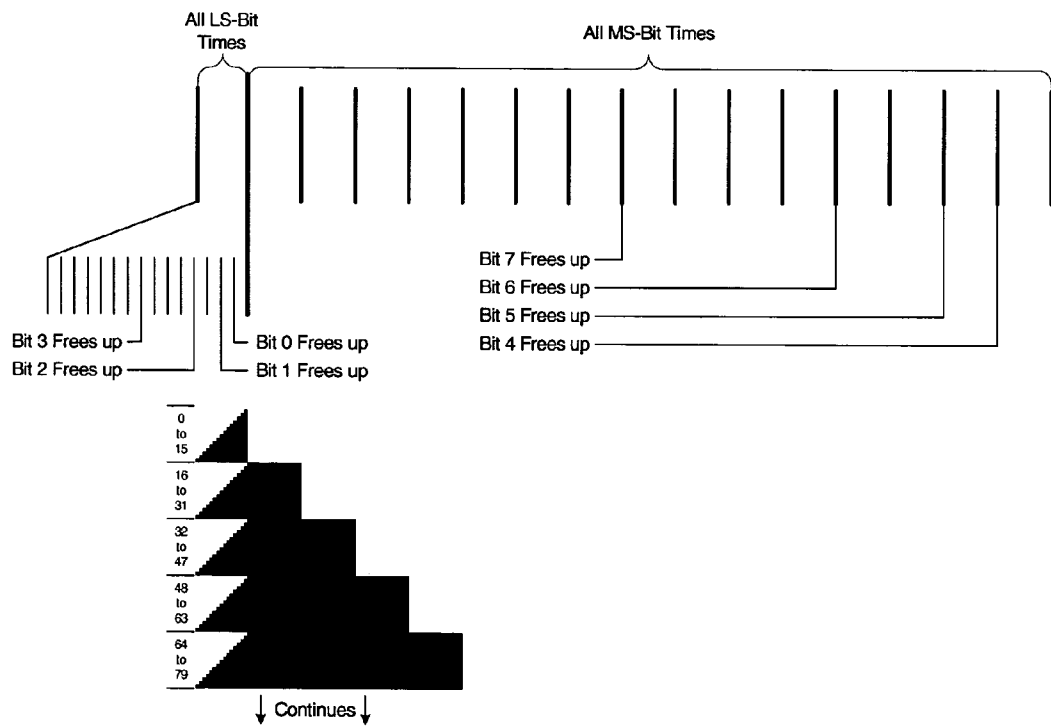 All LS-Bit
Times
All MS-Bit Times
Bit 7 Frees up
Bit 6 Frees up
Bit 5 Frees up
Bit 4 Frees up
Bit 3 Frees up
Bit 0 Frees up
Bit 2 Frees up
Bit 1 Frees up
0
to
15
16
to
31
32
to
47
48
to
63
64
to
79
↓ Continues ↓